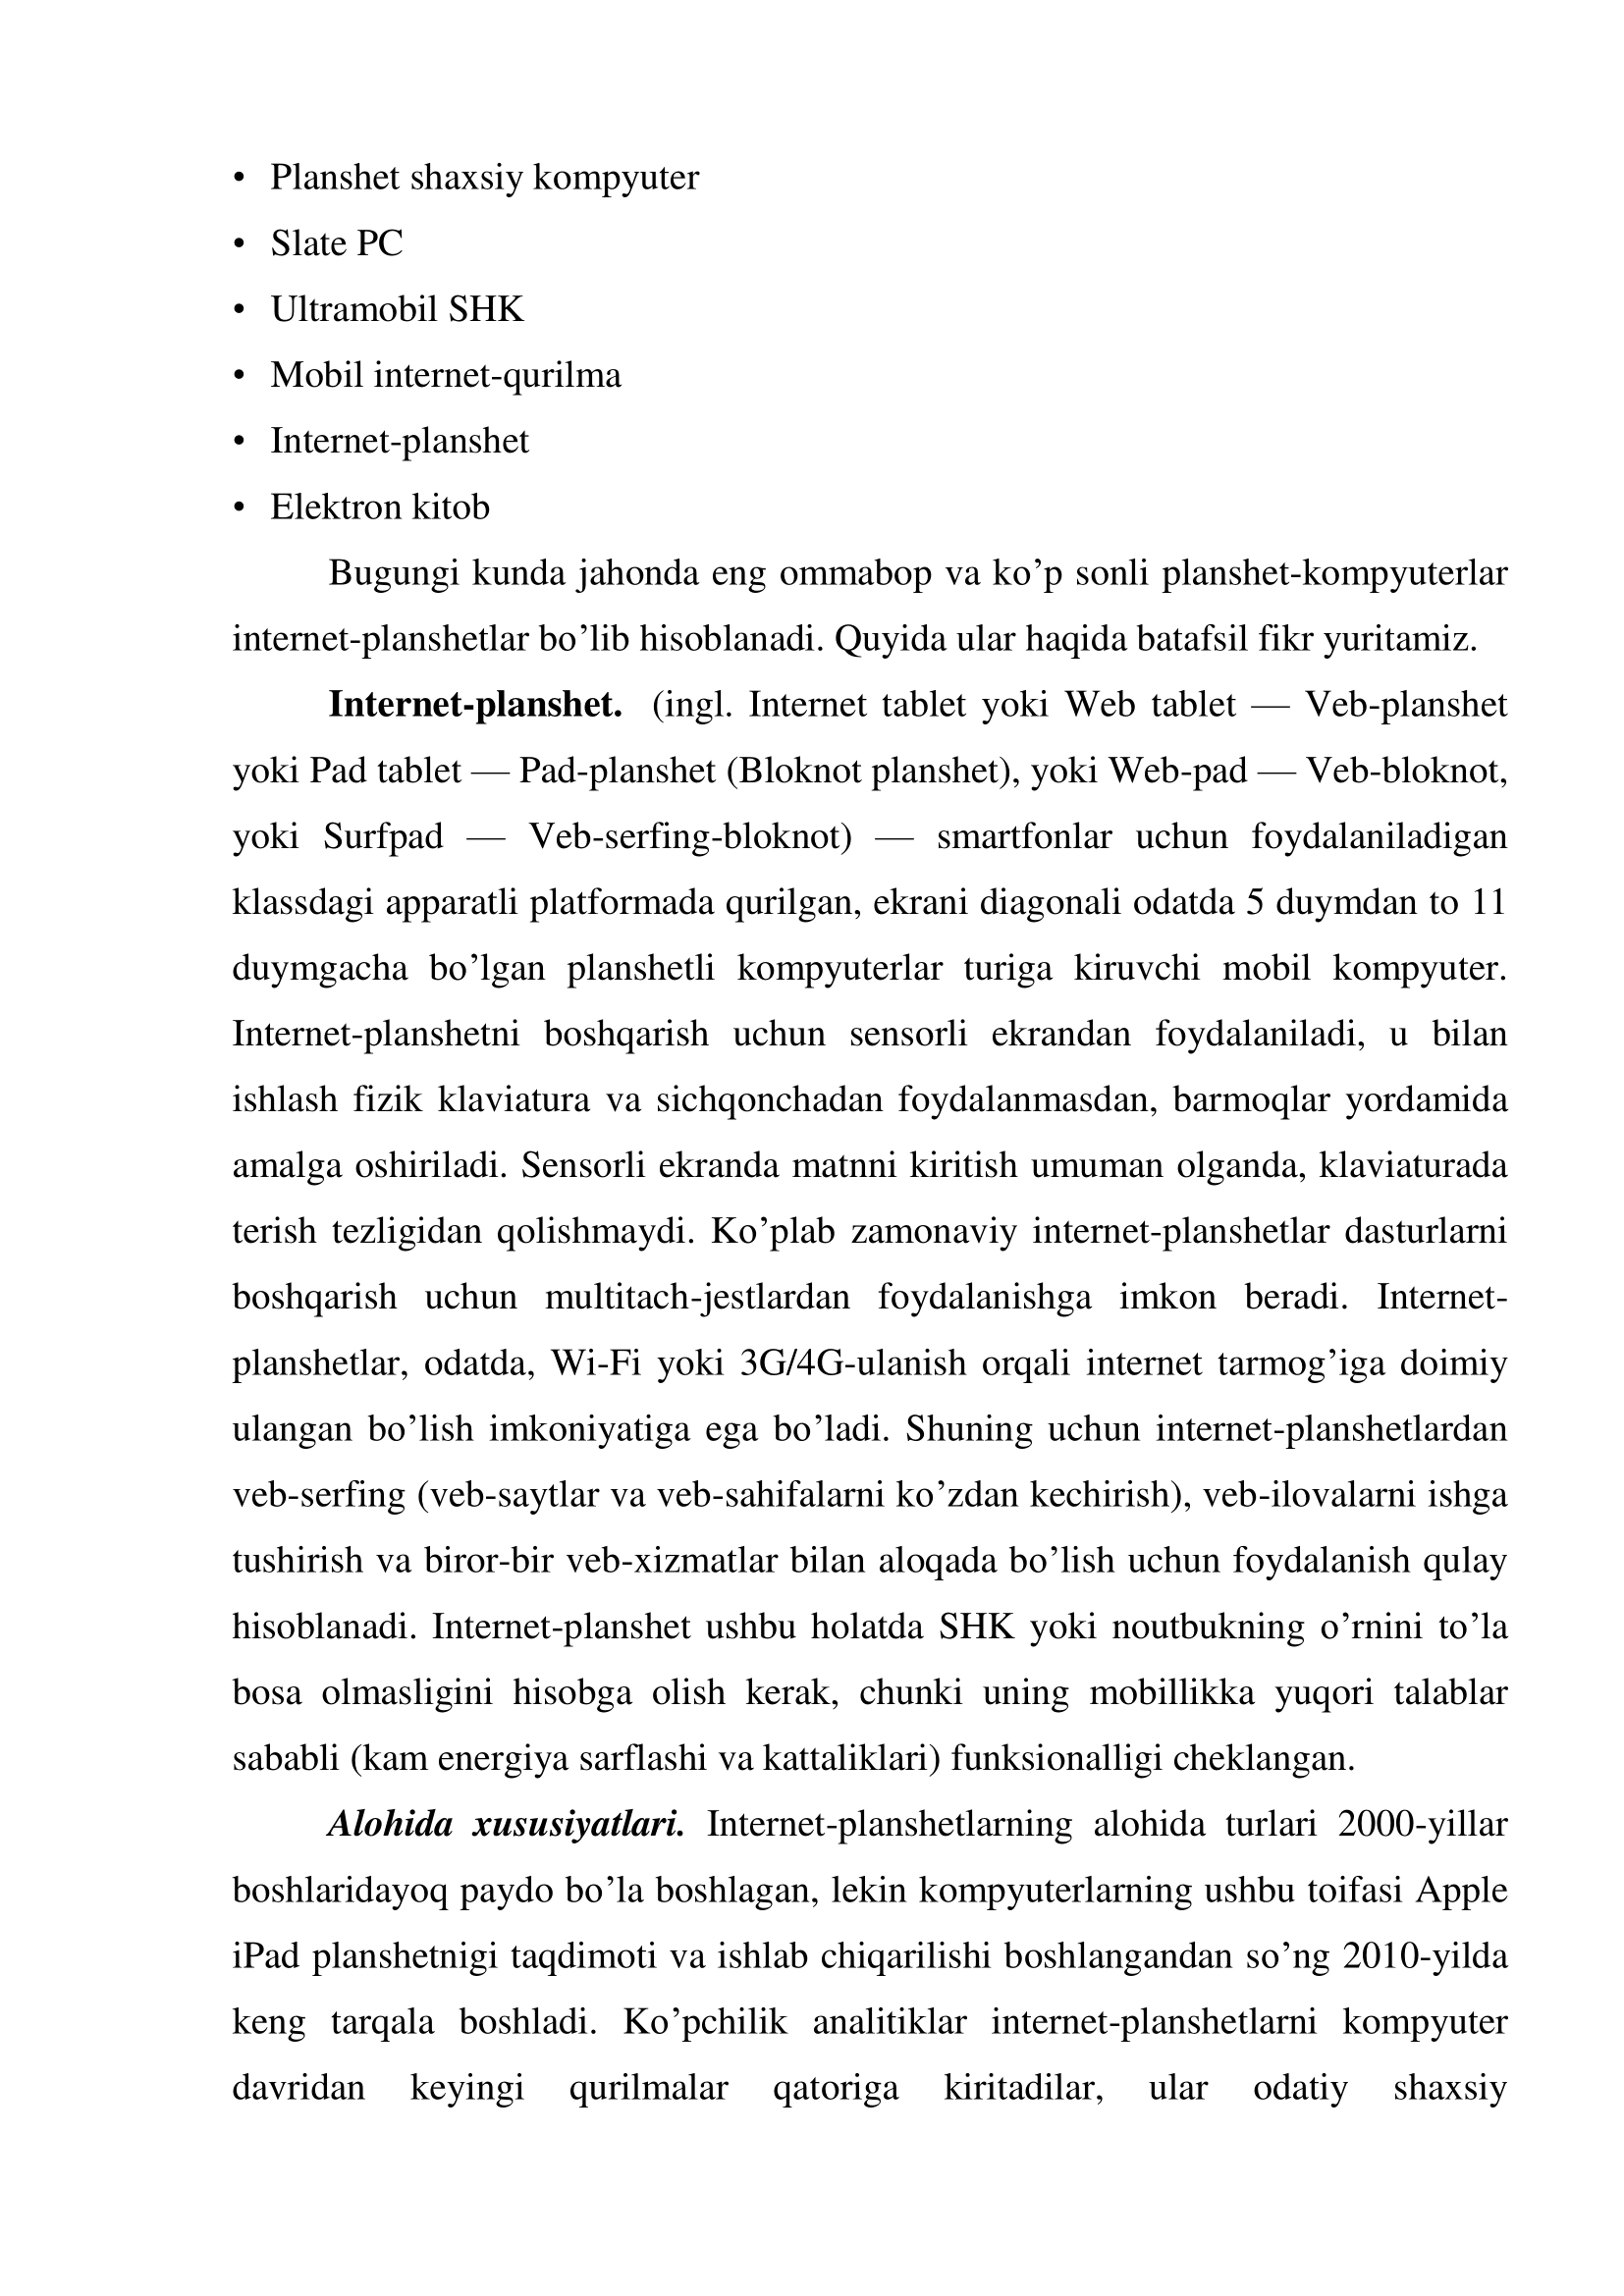 • Planshet shaxsiy kompyuter
• Slate PC
• Ultramobil SHK
• Mobil internet-qurilma
• Internet-planshet
• Elektron kitob
Bugungi kunda jahonda eng ommabop va ko’p sonli planshet-kompyuterlar
internet-planshetlar bo’lib hisoblanadi. Quyida ular haqida batafsil fikr yuritamiz.
Internet-planshet. (ingl. Internet tablet yoki Web tablet — Veb-planshet
yoki Pad tablet — Pad-planshet (Bloknot planshet), yoki Web-pad — Veb-bloknot,
yoki Surfpad — Veb-serfing-bloknot) — smartfonlar uchun foydalaniladigan
klassdagi apparatli platformada qurilgan, ekrani diagonali odatda 5 duymdan to 11
duymgacha bo’lgan planshetli kompyuterlar turiga kiruvchi mobil kompyuter.
Internet-planshetni boshqarish uchun sensorli ekrandan foydalaniladi, u bilan
ishlash fizik klaviatura va sichqonchadan foydalanmasdan, barmoqlar yordamida
amalga oshiriladi. Sensorli ekranda matnni kiritish umuman olganda, klaviaturada
terish tezligidan qolishmaydi. Ko’plab zamonaviy internet-planshetlar dasturlarni
boshqarish uchun multitach-jestlardan foydalanishga imkon beradi. Internet-
planshetlar, odatda, Wi-Fi yoki 3G/4G-ulanish orqali internet tarmog’iga doimiy
ulangan bo’lish imkoniyatiga ega bo’ladi. Shuning uchun internet-planshetlardan
veb-serfing (veb-saytlar va veb-sahifalarni ko’zdan kechirish), veb-ilovalarni ishga
tushirish va biror-bir veb-xizmatlar bilan aloqada bo’lish uchun foydalanish qulay
hisoblanadi. Internet-planshet ushbu holatda SHK yoki noutbukning o’rnini to’la
bosa olmasligini hisobga olish kerak, chunki uning mobillikka yuqori talablar
sababli (kam energiya sarflashi va kattaliklari) funksionalligi cheklangan.
Alohida xususiyatlari. Internet-planshetlarning alohida turlari 2000-yillar
boshlaridayoq paydo bo’la boshlagan, lekin kompyuterlarning ushbu toifasi Apple
iPad planshetnigi taqdimoti va ishlab chiqarilishi boshlangandan so’ng 2010-yilda
keng tarqala boshladi. Ko’pchilik analitiklar internet-planshetlarni kompyuter
davridan keyingi qurilmalar qatoriga kiritadilar, ular odatiy shaxsiy